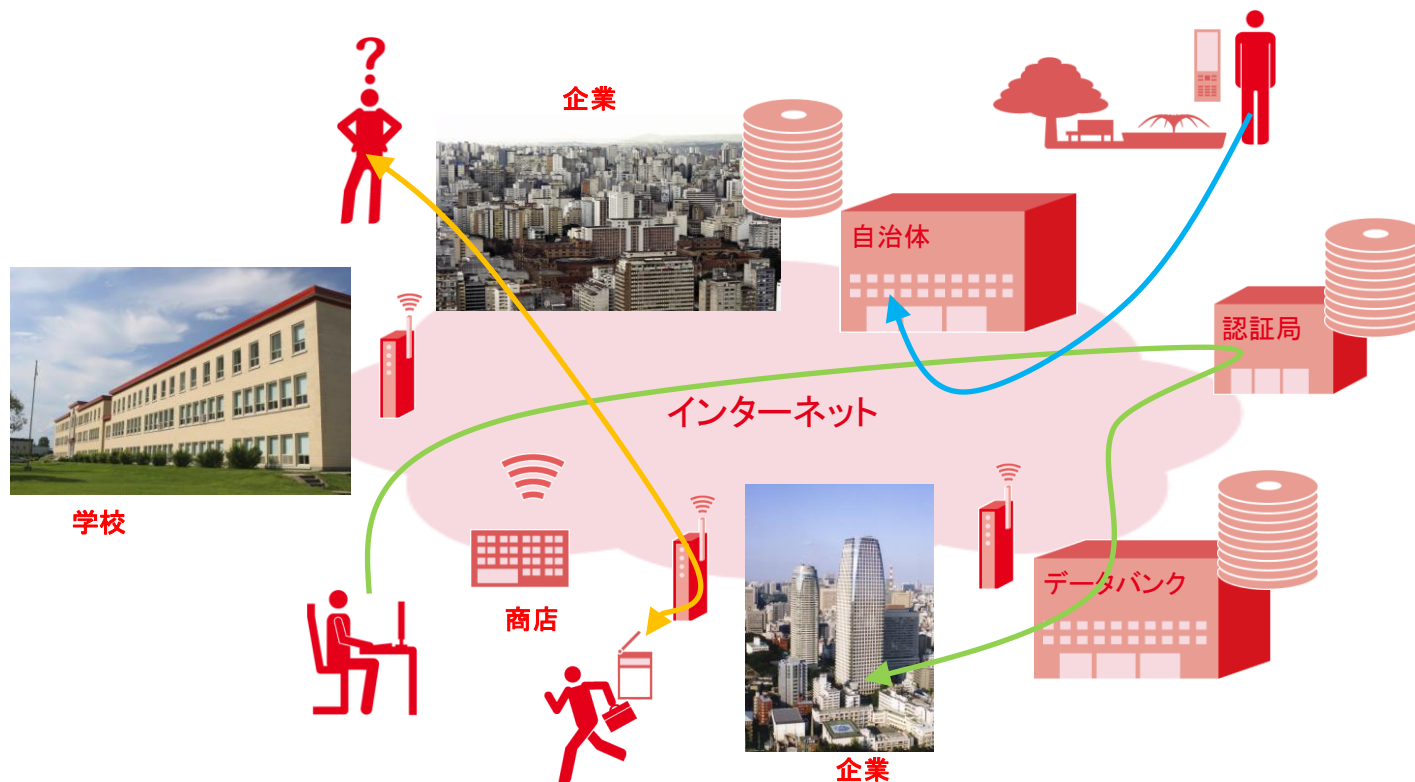 ?
企業
自治体
認証局
インターネット
学校
データバンク
商店
企業